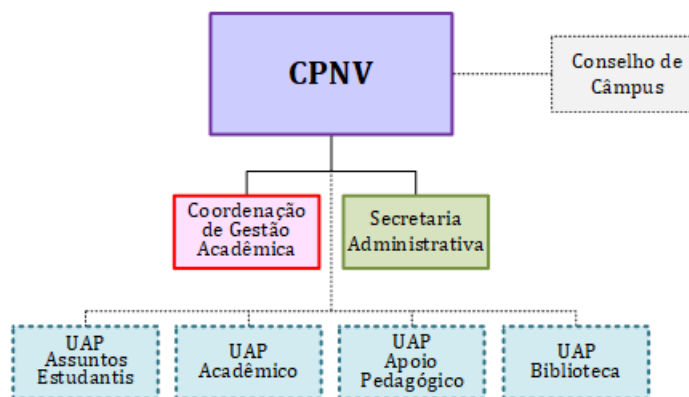 CPNV
Conselho de
Câmpus
Coordenação
de Gestão
Acadêmica
Secretaria
Administrativa
UAP
Assuntos
Estudantis
UAP
Acadêmico
UAP
Apoio
Pedagógico
UAP
Biblioteca